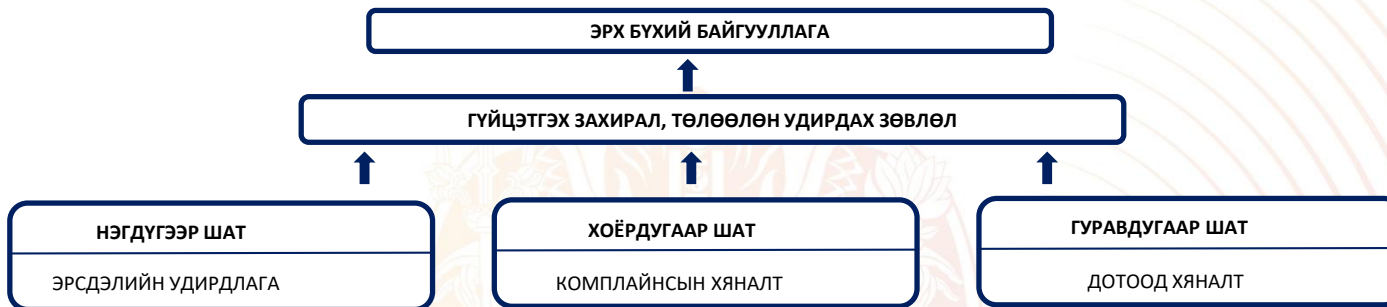 ЭРХ БҮХИЙ БАЙГУУЛЛАГА
ГҮЙЦЭТГЭХ ЗАХИРАЛ, ТӨЛӨӨЛӨН УДИРДАХ ЗӨВЛӨЛ
НЭГДҮГЭЭР ШАТ
ЭРСДЭЛИЙН УДИРДЛАГА
ХОЁРДУГААР ШАТ
КОМПЛАЙНСЫН ХЯНАЛТ
ГУРАВДУГААР ШАТ
ДОТООД ХЯНАЛТ